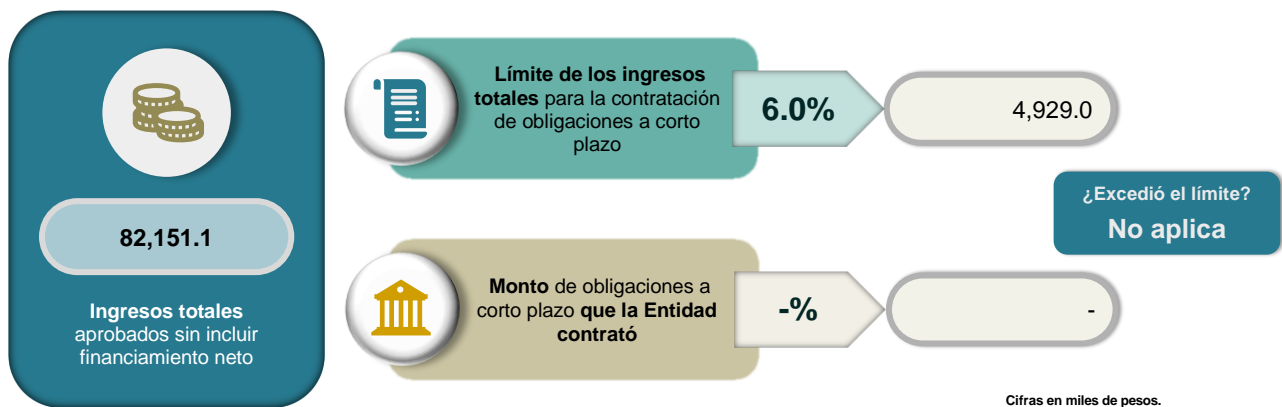 82,151.1
Ingresos totales
aprobados sin incluir
financiamiento neto
Límite de los ingresos
totales para la contratación
de obligaciones a corto
plazo
6.0%
4,929.0
Monto de obligaciones a
corto plazo que la Entidad
contrató
-%
-
¿Excedió el límite?
No aplica
Cifras en miles de pesos.